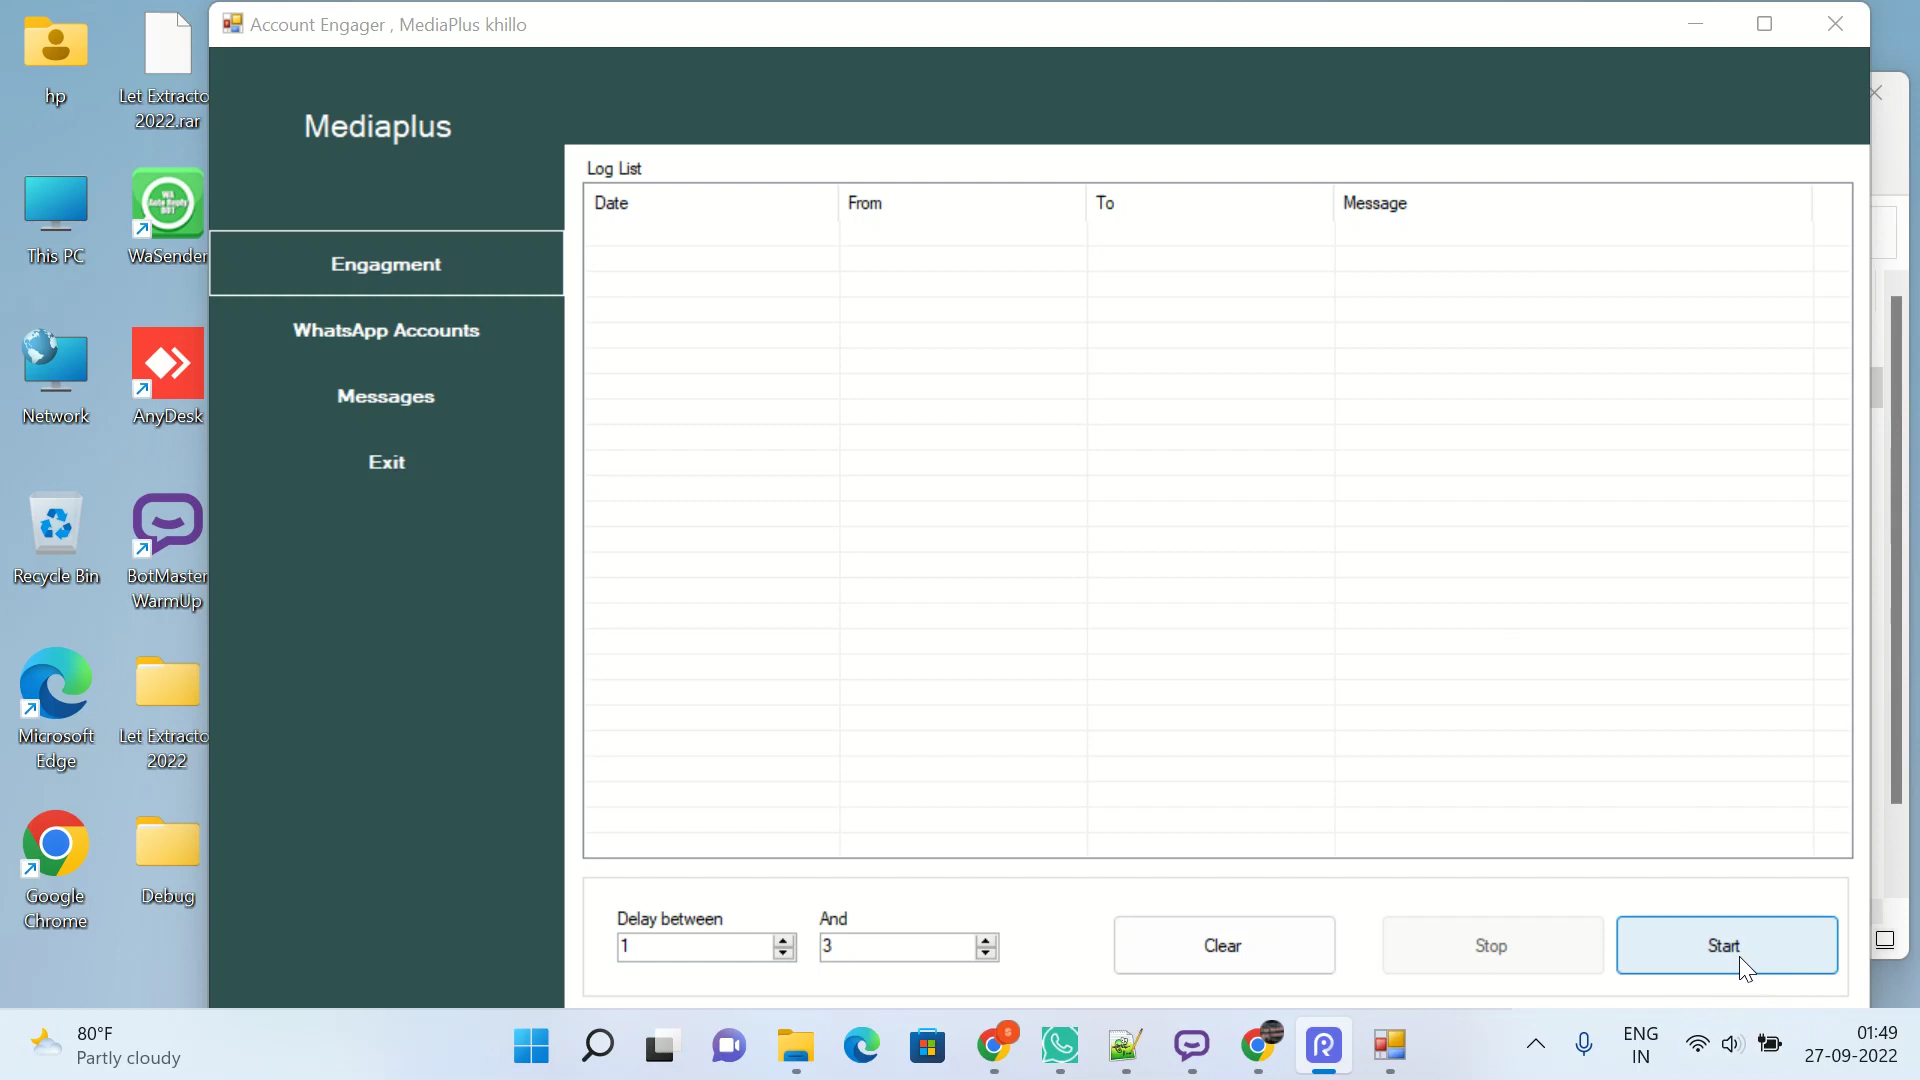 Account Engager , MediaPlus khillo
hp
Let Extracto
2022.rar
This PC
WaSender
Network
AnyDesk
Recycle Bin
BotMaster
WarmUp
Microsoft
Edge
Let Extracto
2022
Google
Chrome
Debug
Mediaplus
Engagment
WhatsApp Accounts
Messages
Exit
Log List
Date From To Message
Delay between And
1 3 Clear Stop Start
80°F
Partly cloudy
ENG
IN
01:49
27-09-2022